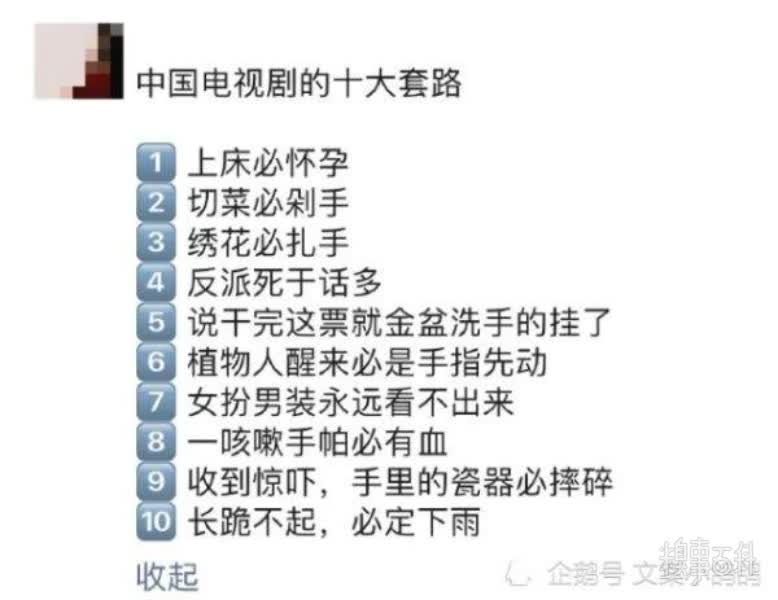 中国电视剧的十大套路
1 上床必怀孕
2 切菜必剁手
3 绣花必扎手
4 反派死于话多
5 说干完这票就金盆洗手的挂了
6 植物人醒来必是手指先动
7 女扮男装永远看不出来
8 一咳嗽手帕必有血
9 收到惊吓，手里的瓷器必摔碎
10 长跪不起，必定下雨
收起
企鹅号